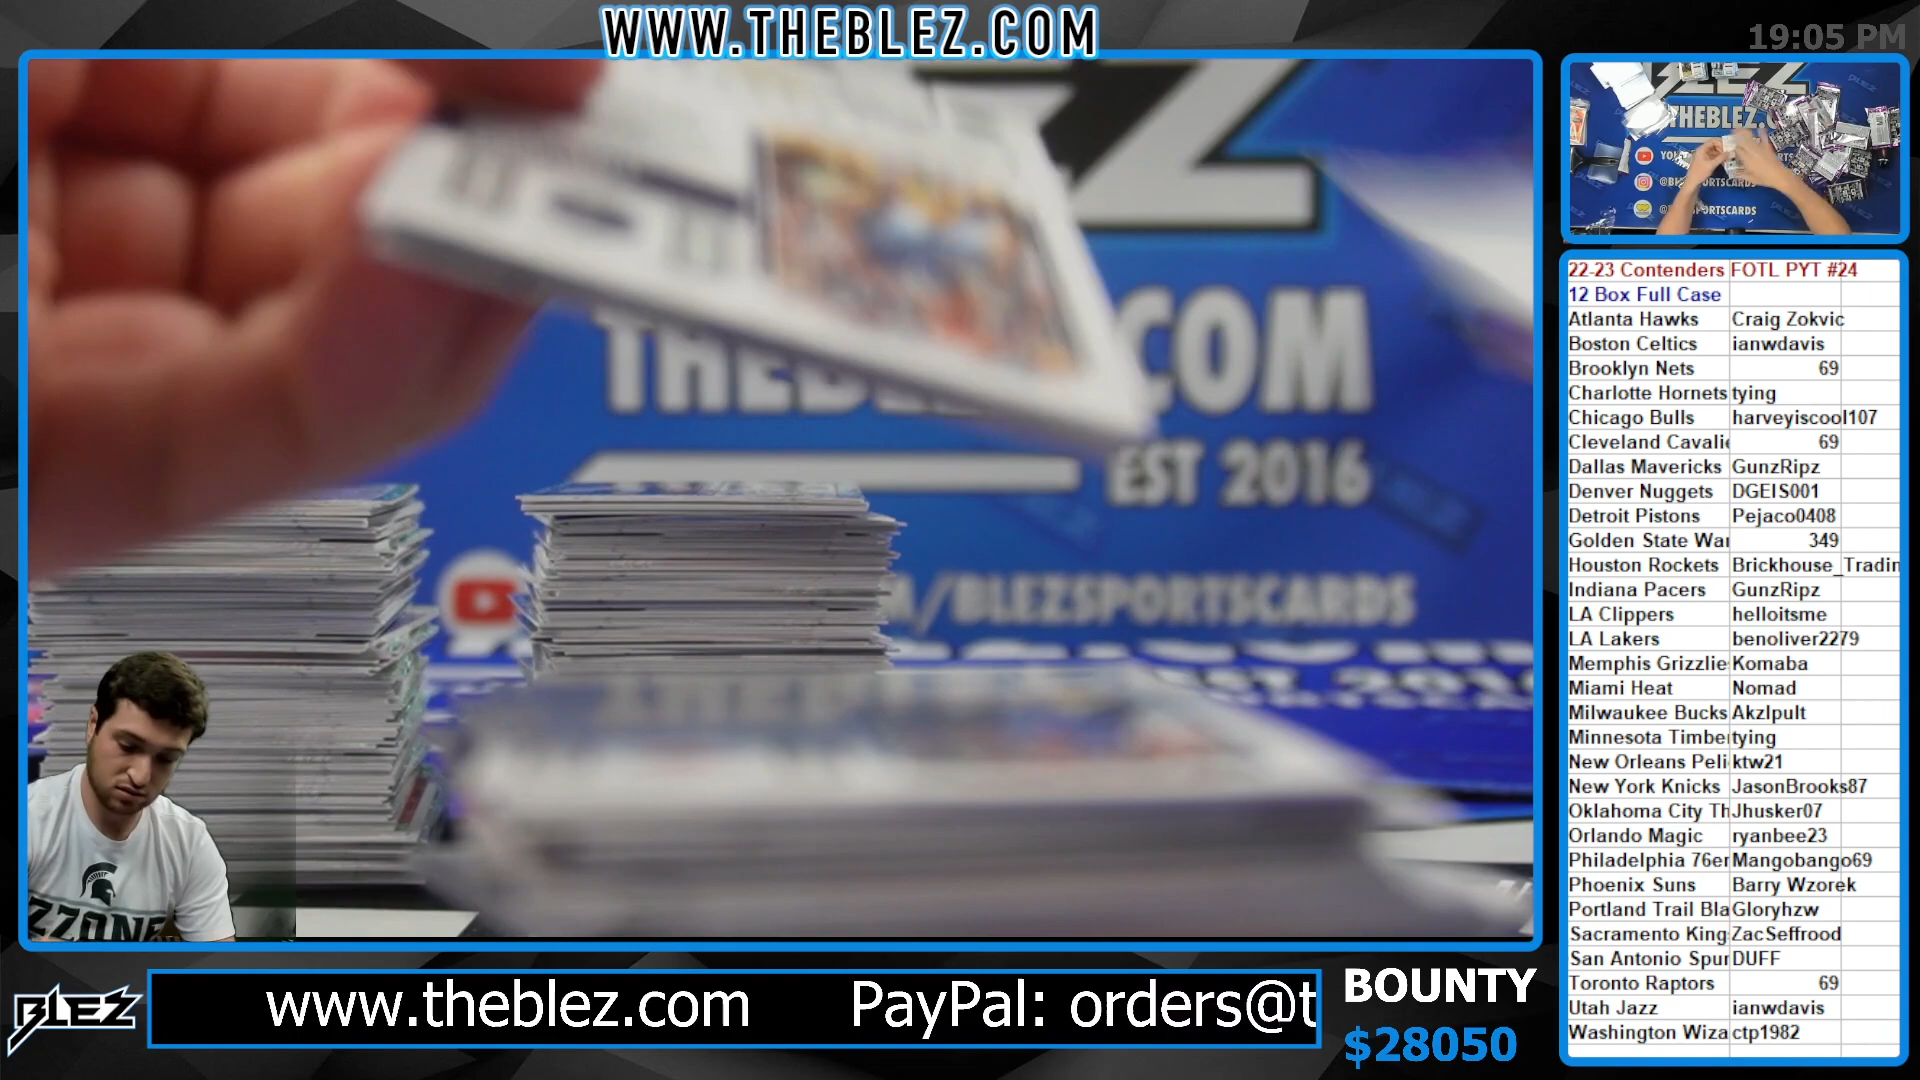 WWW.THEBLEZ.COM
19:05 PM
THEBLEZ.COM
EST 2016
/BLEZSPORTSCARDS
22-23 Contenders FOTL PYT #24
12 Box Full Case
Atlanta Hawks Craig Zokvic
Boston Celtics ianwdavis
Brooklyn Nets 69
Charlotte Hornets tying
Chicago Bulls harveyiscool107
Cleveland Cavali 69
Dallas Mavericks GunzRipz
Denver Nuggets DGEIS001
Detroit Pistons Pejaco0408
Golden State War 349
Houston Rockets Brickhouse_Tradin
Indiana Pacers GunzRipz
LA Clippers helloitsme
LA Lakers benoliver2279
Memphis Grizzlie Komaba
Miami Heat Nomad
Milwaukee Bucks Akzlpult
Minnesota Timber tying
New Orleans Peli ktw21
New York Knicks JasonBrooks87
Oklahoma City Th Jhusker07
Orlando Magic ryanbee23
Philadelphia 76er Mangobango69
Phoenix Suns Barry Wzorek
Portland Trail Bla Gloryhzw
Sacramento King ZacSeffrood
San Antonio Spur DUFF
Toronto Raptors 69
Utah Jazz ianwdavis
Washington Wiza ctp1982
BLEZ
www.theblez.com PayPal: orders@t
BOUNTY
$28050